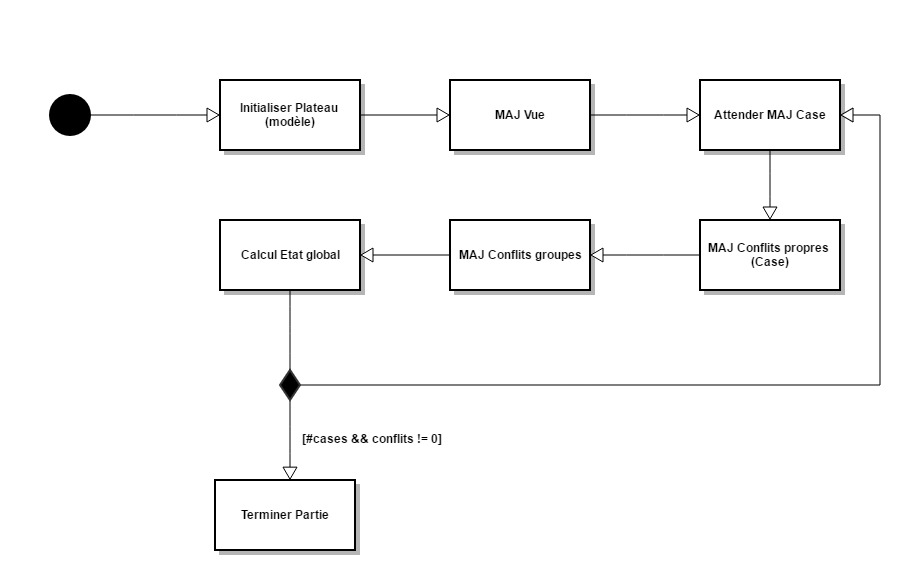 Initialiser Plateau
(modèle)
MAJ Vue
Attender MAJ Case
Calcul Etat global
MAJ Conflits groupes
MAJ Conflits propres
(Case)
[#cases && conflits != 0]
Terminer Partie